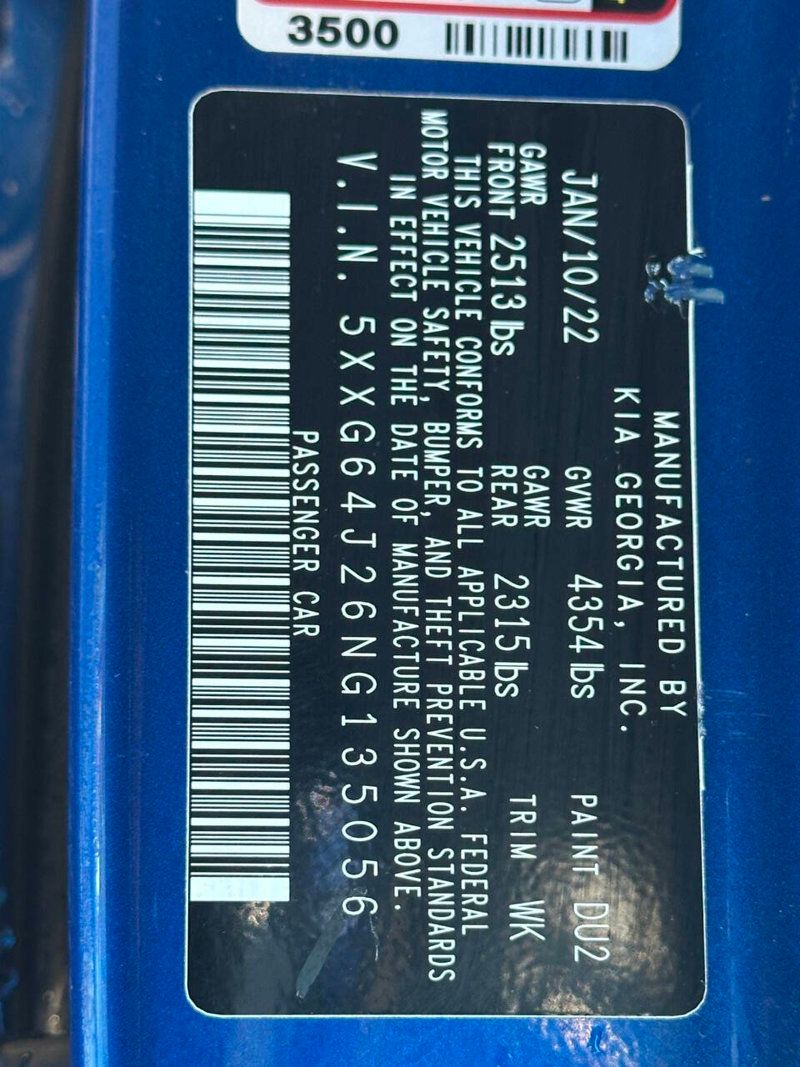 3500
MANUFACTURED BY
KIA GEORGIA, INC.
JAN/10/22 GVWR 4354 lbs PAINT DU2
GAWR FRONT 2513 lbs GAWR REAR 2315 lbs TRIM WK
THIS VEHICLE CONFORMS TO ALL APPLICABLE U.S.A. FEDERAL
MOTOR VEHICLE SAFETY, BUMPER, AND THEFT PREVENTION STANDARDS
IN EFFECT ON THE DATE OF MANUFACTURE SHOWN ABOVE.
V.I.N. 5XXG64J26NG135056
PASSENGER CAR